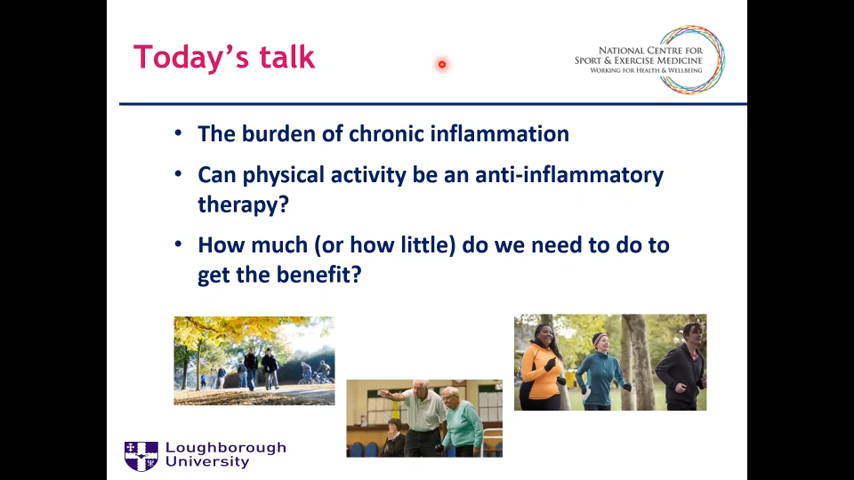 Today's talk
NATIONAL CENTRE FOR
SPORT & EXERCISE MEDICINE
WORKING FOR HEALTH & WELLBEING
• The burden of chronic inflammation
• Can physical activity be an anti-inflammatory
therapy?
• How much (or how little) do we need to do to
get the benefit?
Loughborough
University